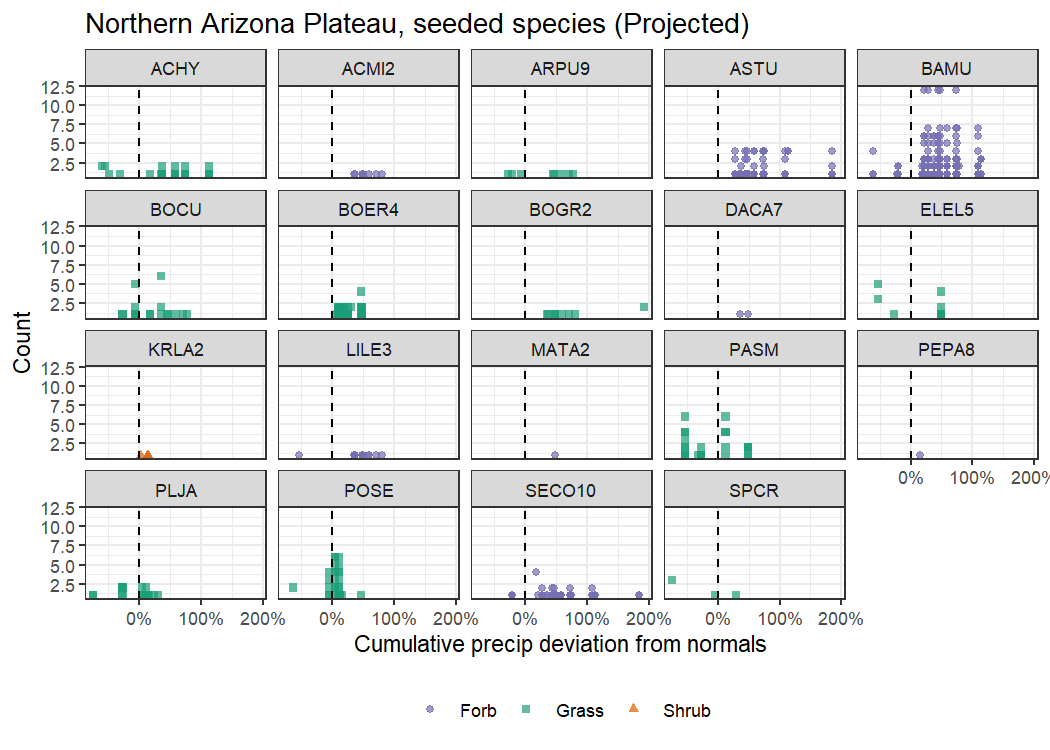 Northern Arizona Plateau, seeded species (Projected)
ACHY ACMI2 ARPU9 ASTU BAMU
12.5
10.0
7.5
5.0
2.5
BOCU BOER4 BOGR2 DACA7 ELEL5
12.5
10.0
7.5
5.0
2.5
Count
KRLA2 LILE3 MATA2 PASM PEPA8
12.5
10.0
7.5
5.0
2.5
0% 100% 200%
PLJA POSE SECO10 SPCR
12.5
10.0
7.5
5.0
2.5
0% 100% 200% 0% 100% 200% 0% 100% 200% 0% 100% 200%
Cumulative precip deviation from normals
Forb Grass Shrub